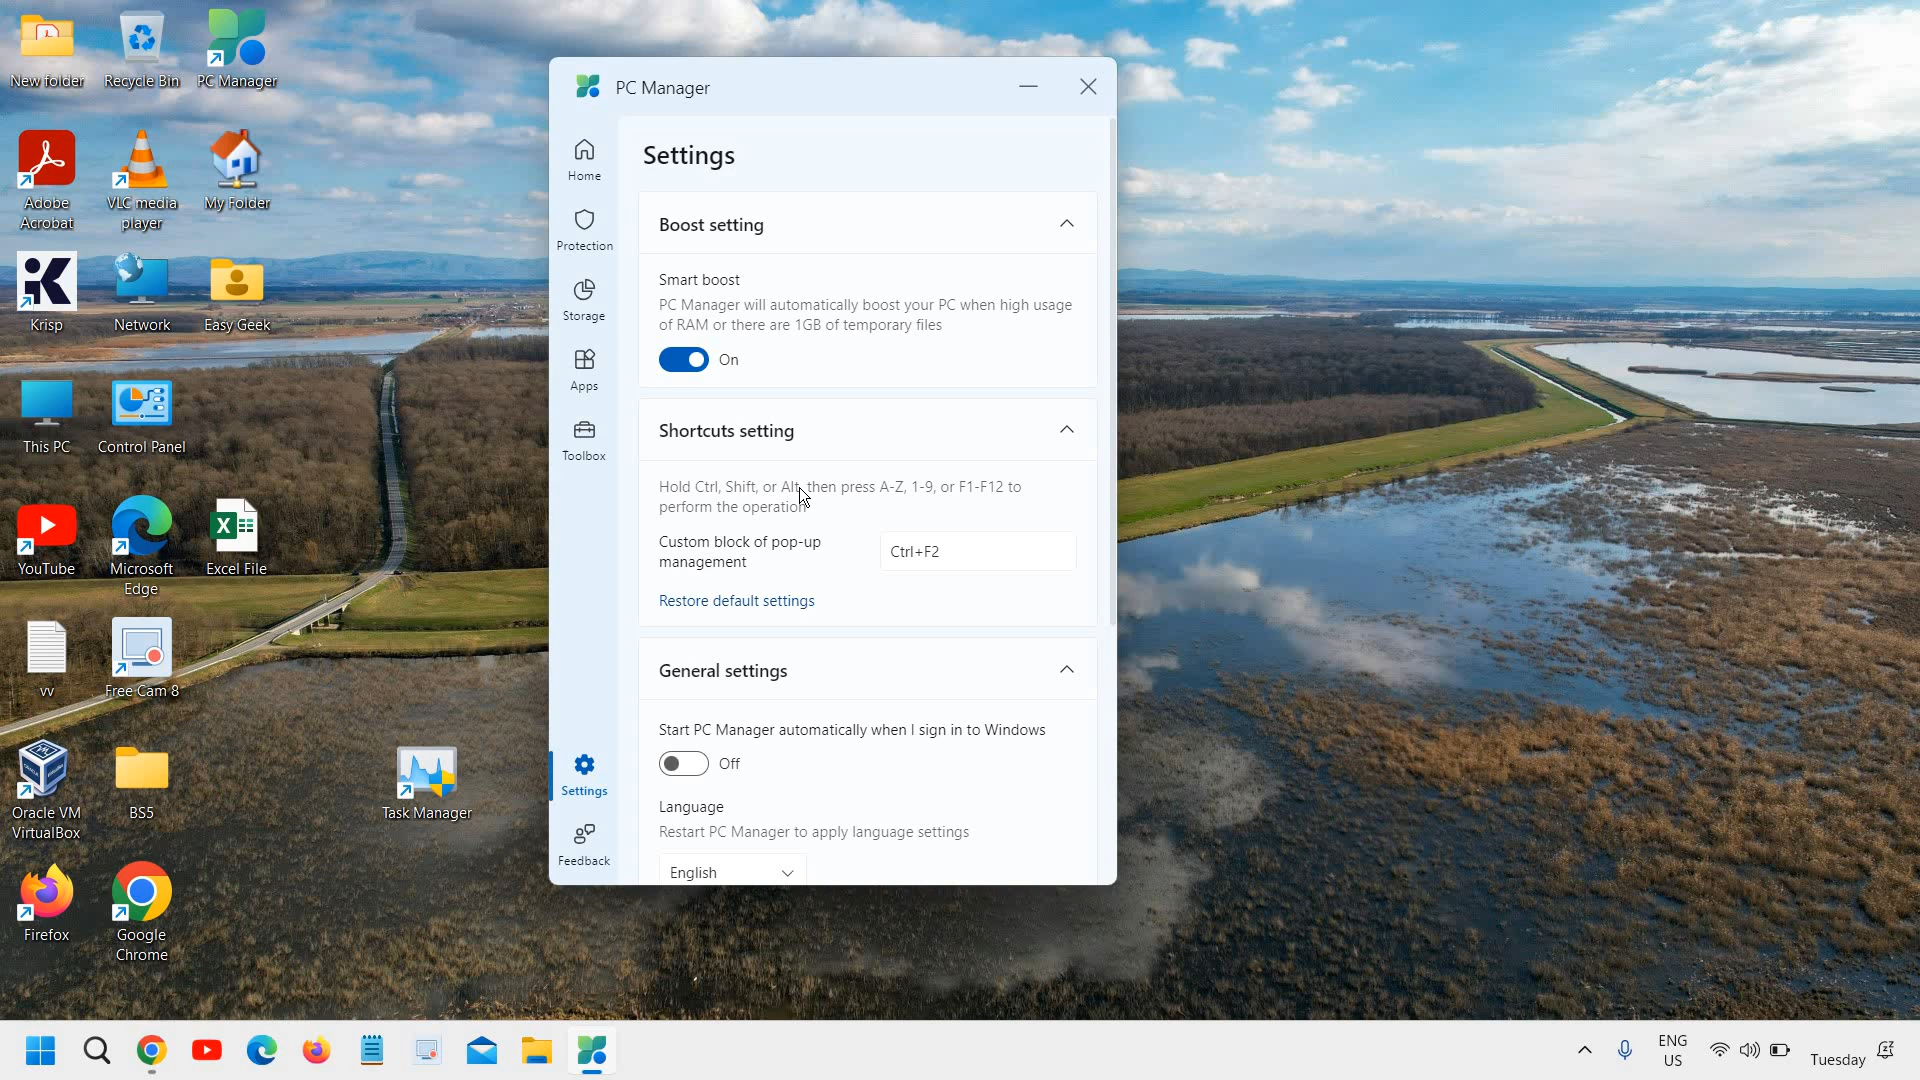 New folder
Recycle Bin
PC Manager
Adobe
Acrobat
VLC media
player
My Folder
Krisp
Network
Easy Geek
This PC
Control Panel
YouTube
Microsoft
Edge
Excel File
vv
Free Cam 8
Oracle VM
VirtualBox
BS5
Task Manager
Firefox
Google
Chrome
PC Manager
Home
Protection
Storage
Apps
Toolbox
Settings
Feedback
Settings
Boost setting
Smart boost
PC Manager will automatically boost your PC when high usage
of RAM or there are 1GB of temporary files
On
Shortcuts setting
Hold Ctrl, Shift, or Alt, then press A-Z, 1-9, or F1-F12 to
perform the operation
Custom block of pop-up
management
Ctrl+F2
Restore default settings
General settings
Start PC Manager automatically when I sign in to Windows
Off
Language
Restart PC Manager to apply language settings
English
ENG
US
Tuesday